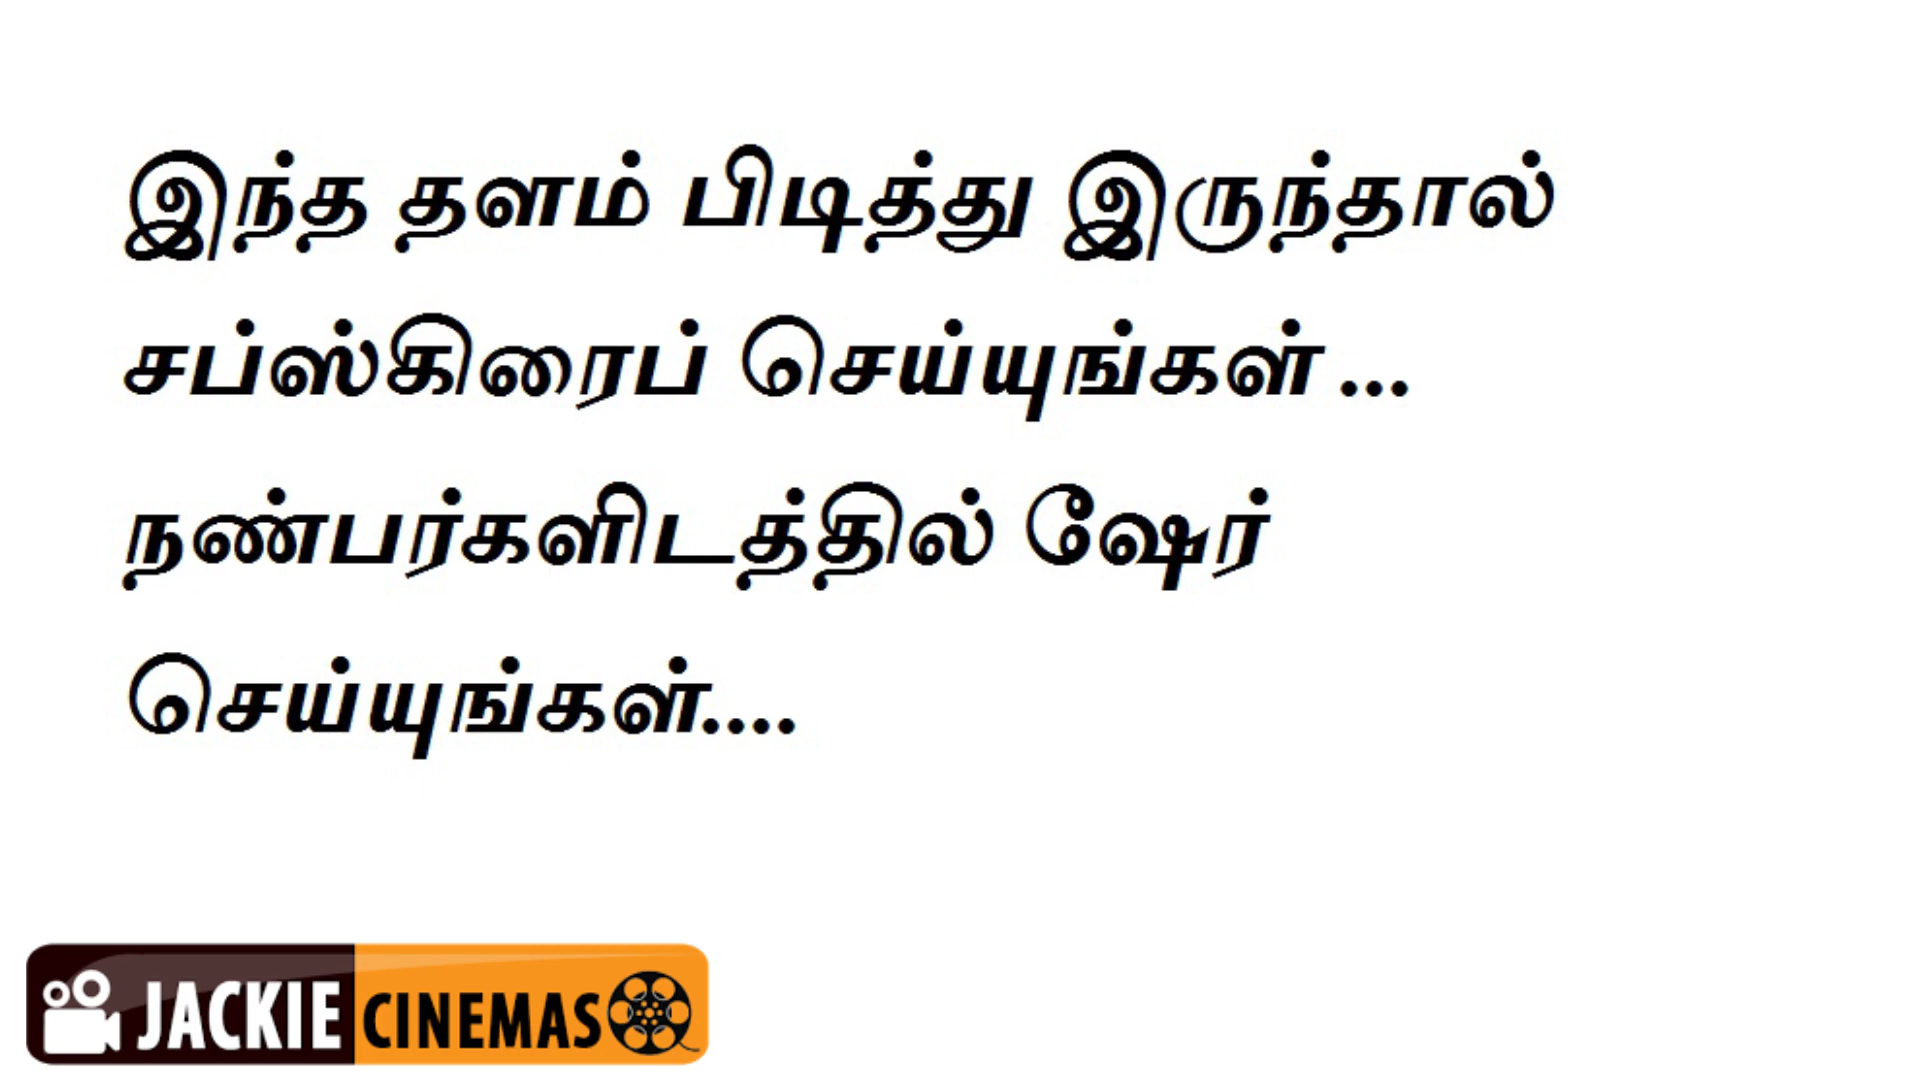 இந்த தளம் பிடித்து இருந்தால்
சப்ஸ்கிரைப் செய்யுங்கள் ...
நண்பர்களிடத்தில் ஷேர்
செய்யுங்கள்....
JACKIE CINEMAS